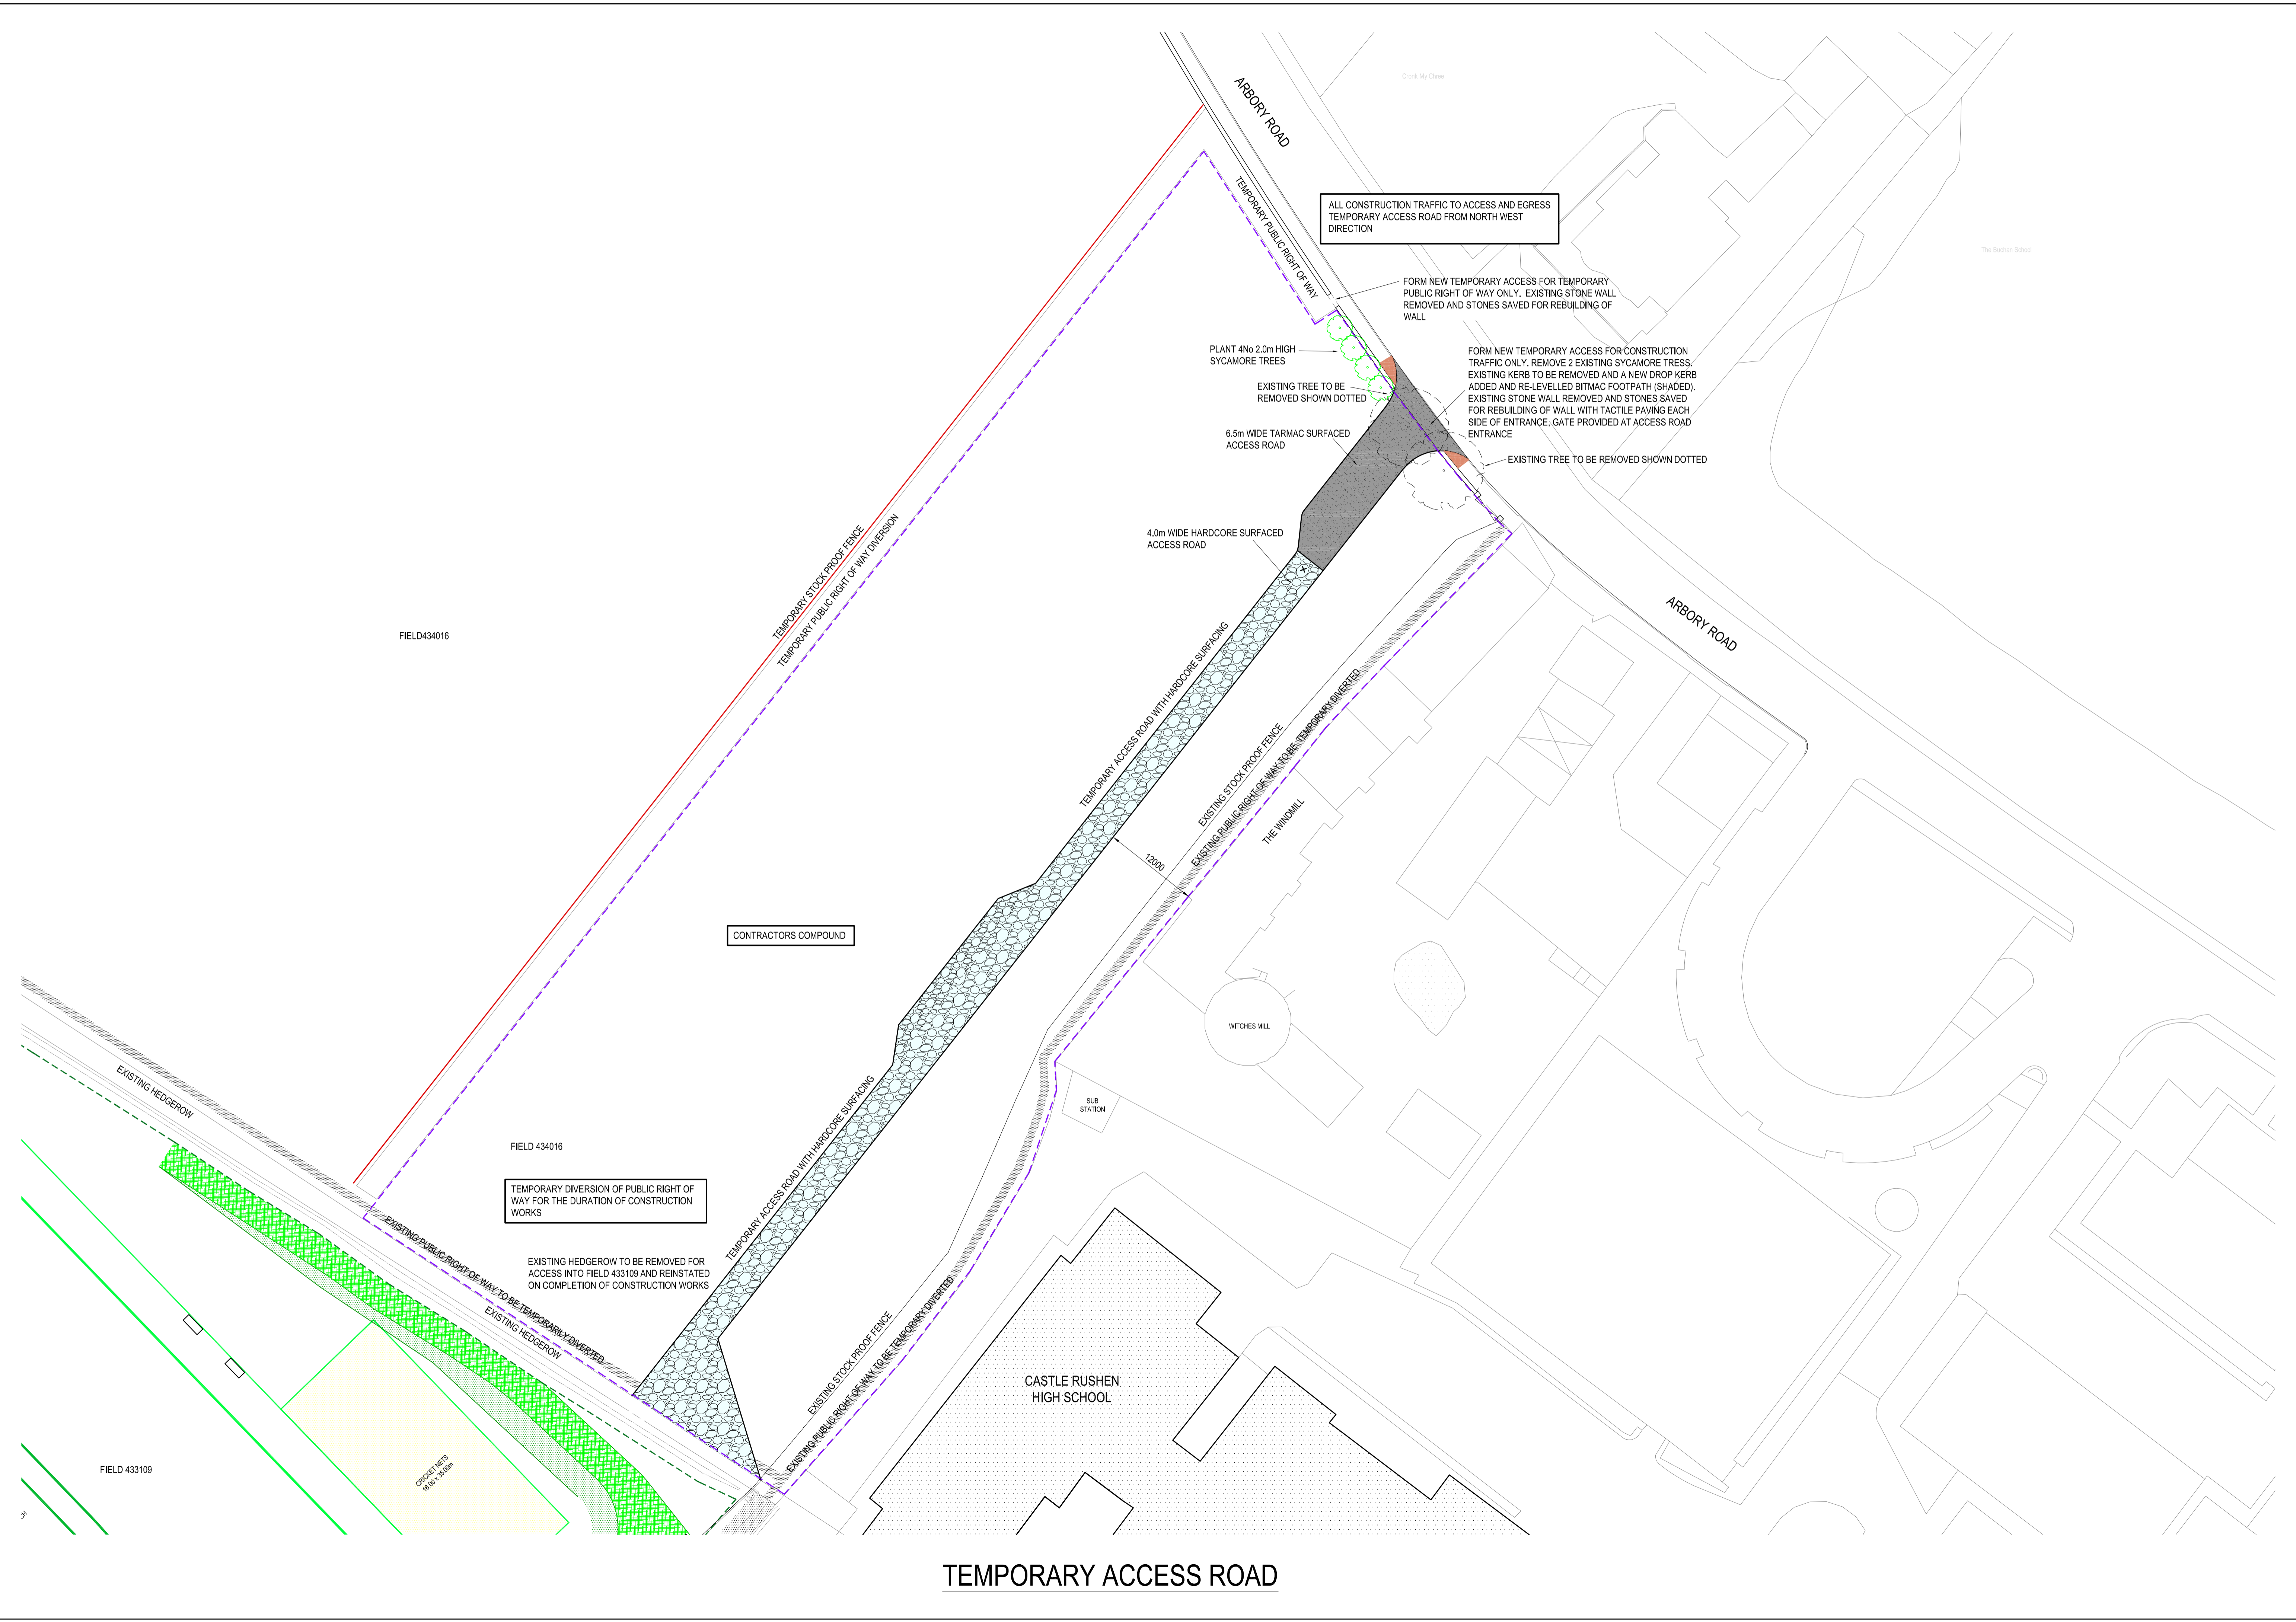 Cronk My Chree
ARBORY ROAD
TEMPORARY PUBLIC RIGHT OF WAY
ALL CONSTRUCTION TRAFFIC TO ACCESS AND EGRESS
TEMPORARY ACCESS ROAD FROM NORTH WEST
DIRECTION
The Buchan School
FORM NEW TEMPORARY ACCESS FOR TEMPORARY
PUBLIC RIGHT OF WAY ONLY. EXISTING STONE WALL
REMOVED AND STONES SAVED FOR REBUILDING OF
WALL
PLANT 4No 2.0m HIGH
SYCAMORE TREES
FORM NEW TEMPORARY ACCESS FOR CONSTRUCTION
TRAFFIC ONLY. REMOVE 2 EXISTING SYCAMORE TRESS.
EXISTING KERB TO BE REMOVED AND A NEW DROP KERB
ADDED AND RE-LEVELLED BITMAC FOOTPATH (SHADED).
EXISTING STONE WALL REMOVED AND STONES SAVED
FOR REBUILDING OF WALL WITH TACTILE PAVING EACH
SIDE OF ENTRANCE, GATE PROVIDED AT ACCESS ROAD
ENTRANCE
EXISTING TREE TO BE
REMOVED SHOWN DOTTED
6.5m WIDE TARMAC SURFACED
ACCESS ROAD
EXISTING TREE TO BE REMOVED SHOWN DOTTED
4.0m WIDE HARDCORE SURFACED
ACCESS ROAD
TEMPORARY STOCK PROOF FENCE
TEMPORARY PUBLIC RIGHT OF WAY DIVERSION
FIELD434016
ARBORY ROAD
TEMPORARY ACCESS ROAD WITH HARDCORE SURFACING
EXISTING STOCK PROOF FENCE
EXISTING PUBLIC RIGHT OF WAY TO BE TEMPORARY DIVERTED
THE WINDMILL
12000
CONTRACTORS COMPOUND
WITCHES MILL
SUB
STATION
EXISTING HEDGEROW
FIELD 434016
TEMPORARY DIVERSION OF PUBLIC RIGHT OF
WAY FOR THE DURATION OF CONSTRUCTION
WORKS
TEMPORARY ACCESS ROAD WITH HARDCORE SURFACING
EXISTING PUBLIC RIGHT OF WAY TO BE TEMPORARILY DIVERTED
EXISTING HEDGEROW TO BE REMOVED FOR
ACCESS INTO FIELD 433109 AND REINSTATED
ON COMPLETION OF CONSTRUCTION WORKS
EXISTING HEDGEROW
EXISTING STOCK PROOF FENCE
EXISTING PUBLIC RIGHT OF WAY TO BE TEMPORARY DIVERTED
CASTLE RUSHEN
HIGH SCHOOL
FIELD 433109
CRICKET NETS
16.00 x 35.00m
TEMPORARY ACCESS ROAD